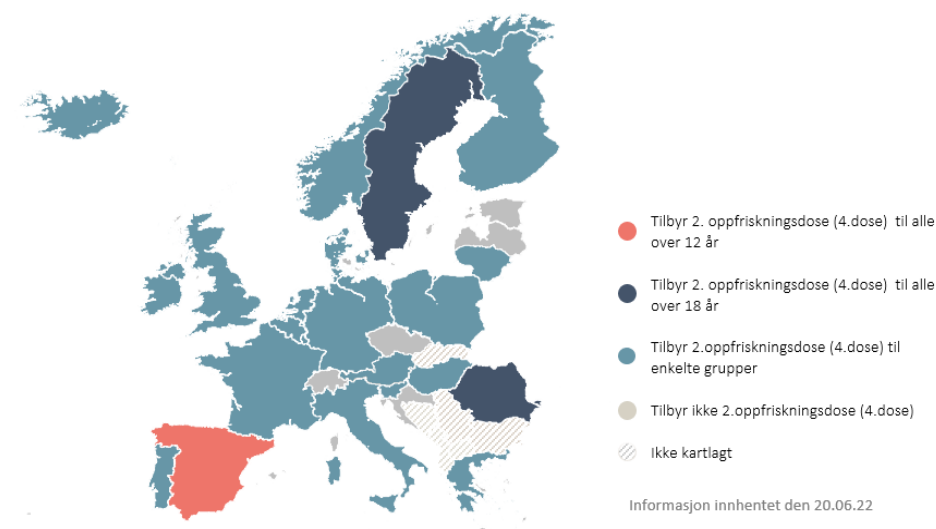 Tilbyr 2. oppfriskningsdose (4.dose)  til alle
over 12 år
Tilbyr 2. oppfriskningsdose (4.dose)  til alle
over 18 år
Tilbyr 2.oppfriskningsdose (4.dose) til
enkelte grupper
Tilbyr ikke 2.oppfriskningsdose (4.dose)
Ikke kartlagt
Informasjon innhentet den 20.06.22